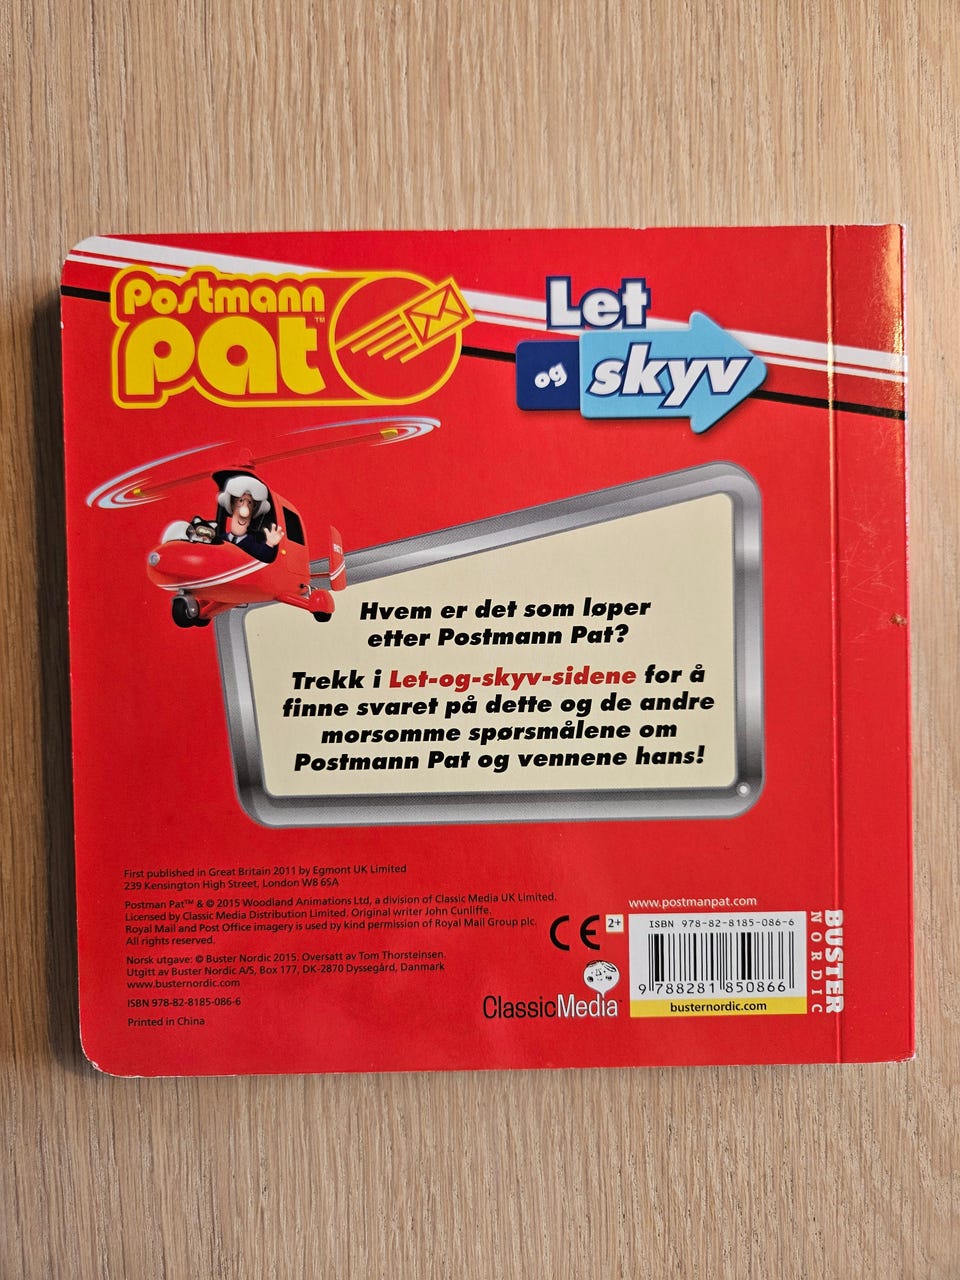 Postmann
pat™
Let
og skyv
Hvem er det som løper
etter Postmann Pat?
Trekk i Let-og-skyv-sidene for å
finne svaret på dette og de andre
morsomme spørsmålene om
Postmann Pat og vennene hans!
First published in Great Britain 2011 by Egmont UK Limited
239 Kensington High Street, London W8 6SA
Postman Pat™ & © 2015 Woodland Animations Ltd, a division of Classic Media UK Limited.
Licensed by Classic Media Distribution Limited. Original writer John Cunliffe.
Royal Mail and Post Office imagery is used by kind permission of Royal Mail Group plc.
All rights reserved.
Norsk utgave: © Buster Nordic 2015. Oversatt av Tom Thorsteinsen.
Utgitt av Buster Nordic A/S, Box 177, DK-2870 Dyssegård, Danmark
www.busternordic.com
ISBN 978-82-8185-086-6
Printed in China
CE
2+
ClassicMedia™
www.postmanpat.com
ISBN 978-82-8185-086-6
9 788281 850866
busternordic.com
BUSTER
NORDIC